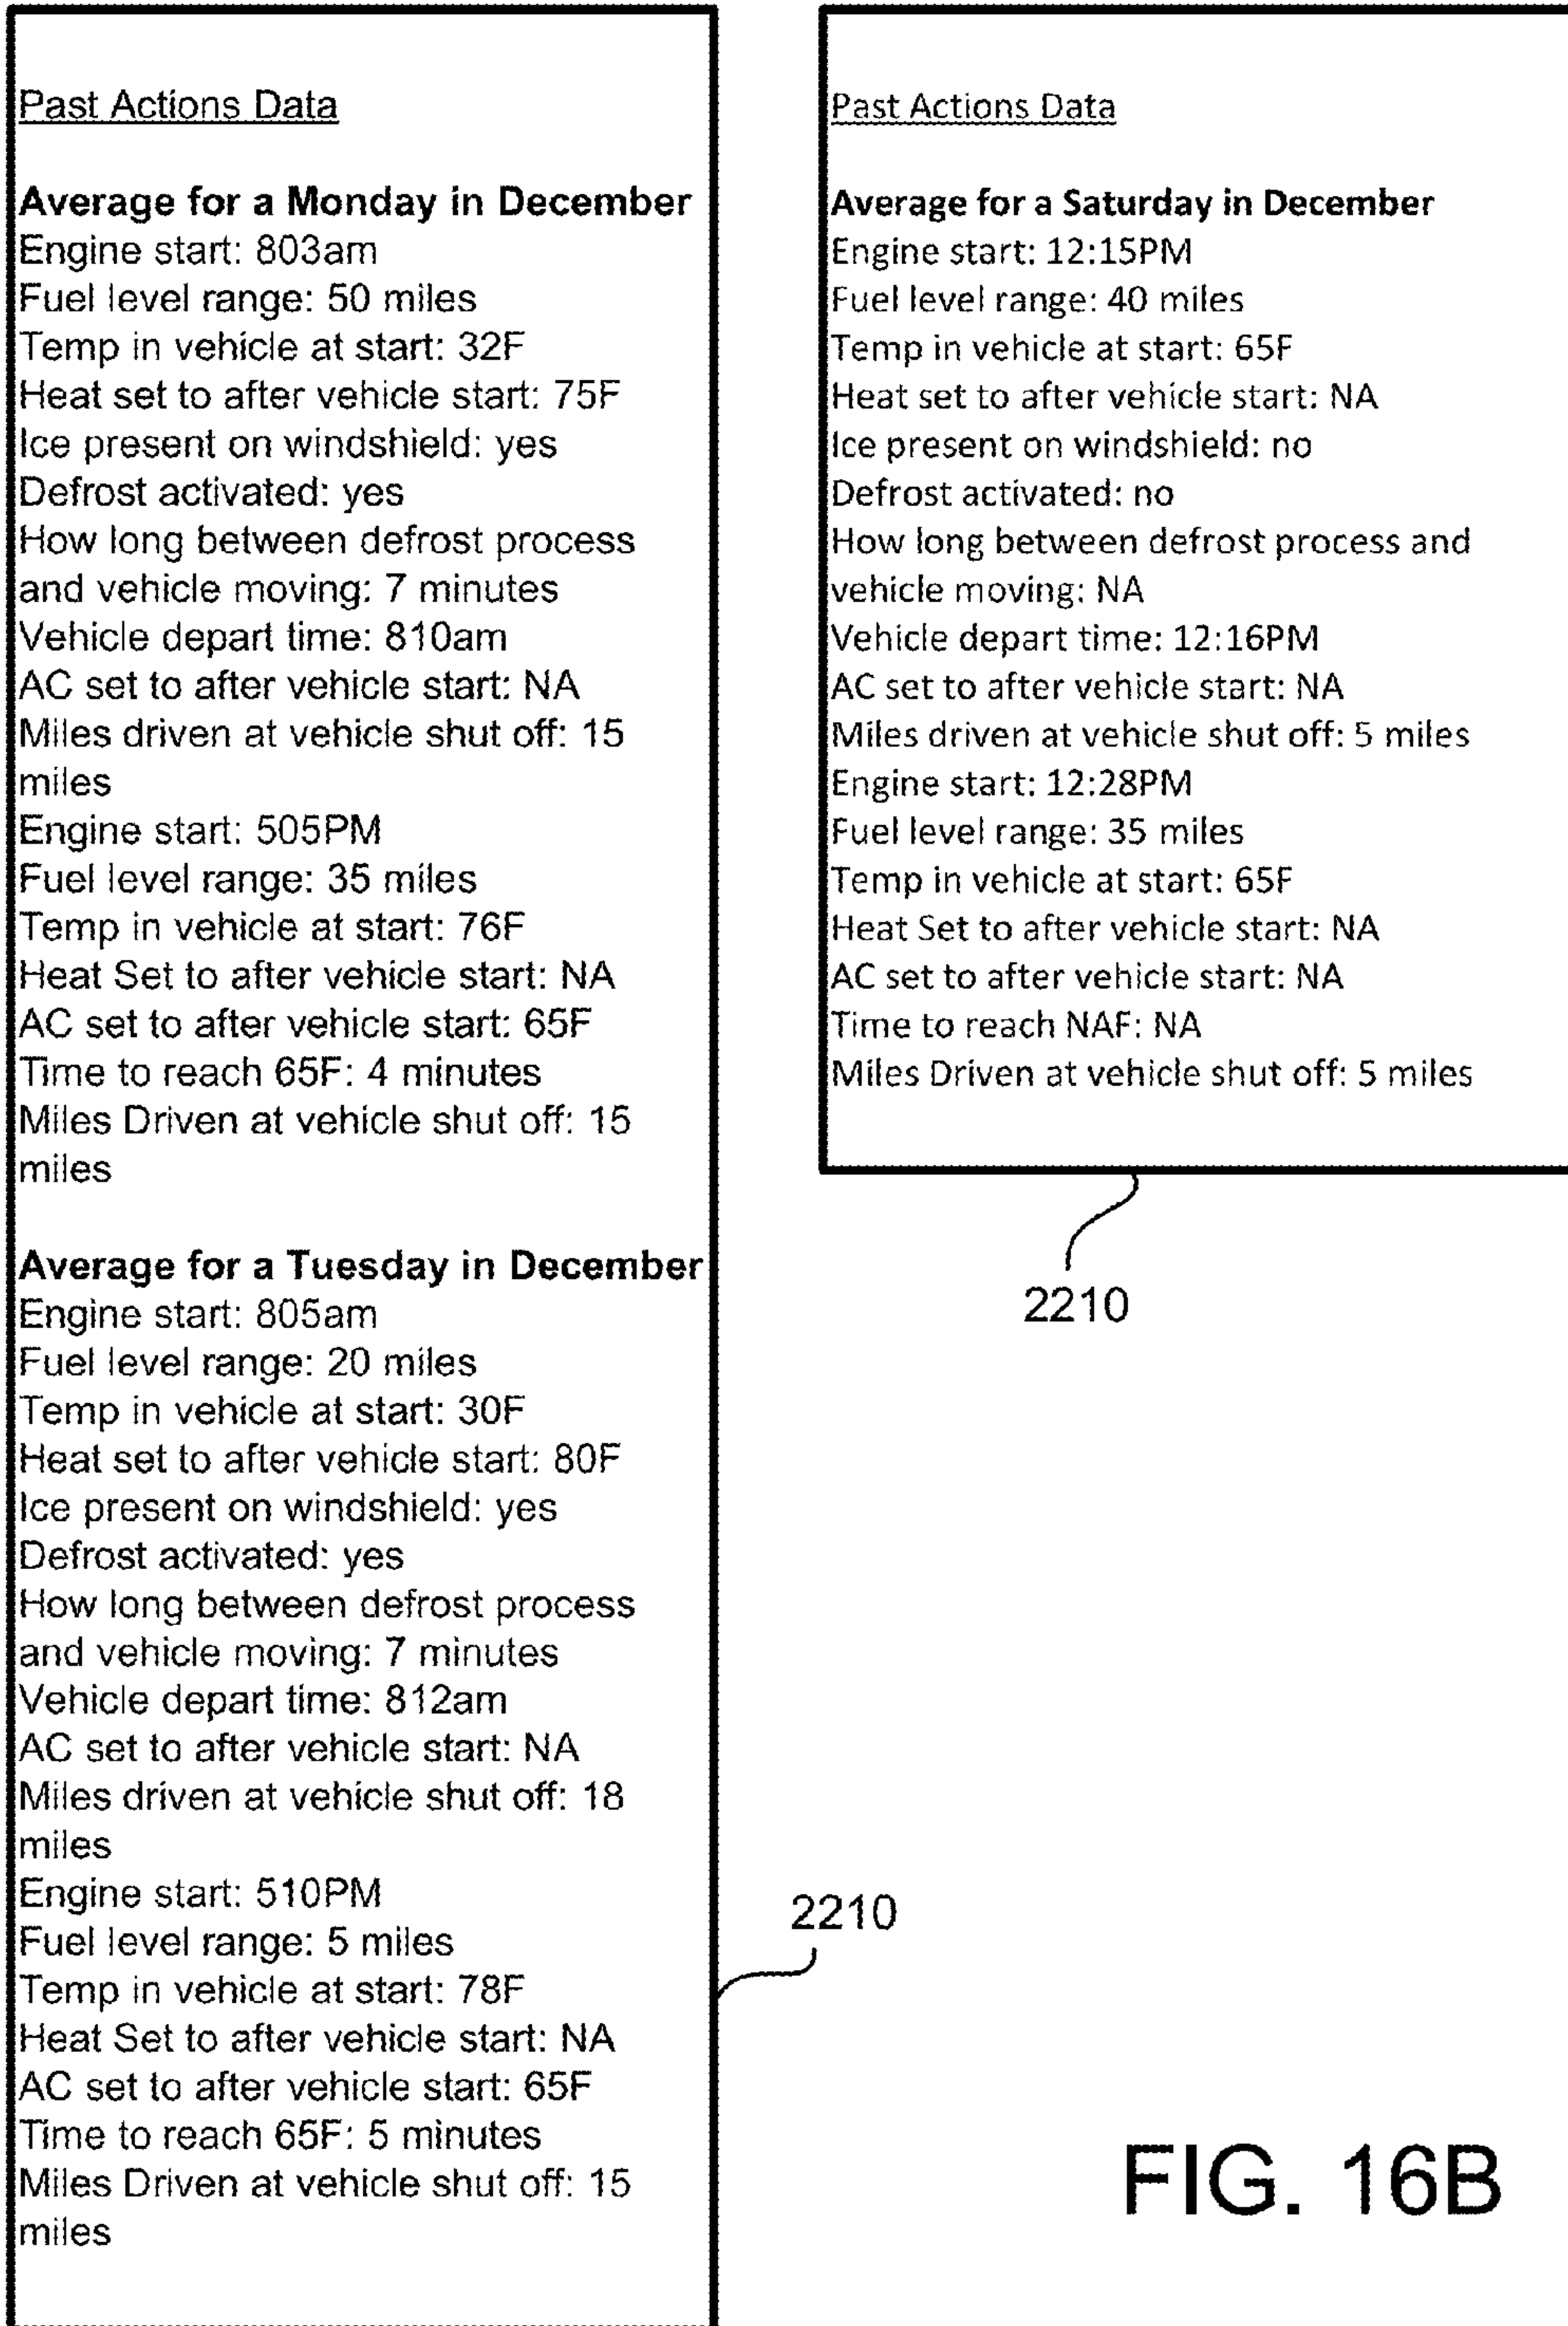 Past Actions Data
Average for a Monday in December
Engine start: 803am
Fuel level range: 50 miles
Temp in vehicle at start: 32F
Heat set to after vehicle start: 75F
Ice present on windshield: yes
Defrost activated: yes
How long between defrost process
and vehicle moving: 7 minutes
Vehicle depart time: 810am
AC set to after vehicle start: NA
Miles driven at vehicle shut off: 15
miles
Engine start: 505PM
Fuel level range: 35 miles
Temp in vehicle at start: 76F
Heat Set to after vehicle start: NA
AC set to after vehicle start: 65F
Time to reach 65F: 4 minutes
Miles Driven at vehicle shut off: 15
miles
Average for a Tuesday in December
Engine start: 805am
Fuel level range: 20 miles
Temp in vehicle at start: 30F
Heat set to after vehicle start: 80F
Ice present on windshield: yes
Defrost activated: yes
How long between defrost process
and vehicle moving: 7 minutes
Vehicle depart time: 812am
AC set to after vehicle start: NA
Miles driven at vehicle shut off: 18
miles
Engine start: 510PM
Fuel level range: 5 miles
Temp in vehicle at start: 78F
Heat Set to after vehicle start: NA
AC set to after vehicle start: 65F
Time to reach 65F: 5 minutes
Miles Driven at vehicle shut off: 15
miles
2210
Past Actions Data
Average for a Saturday in December
Engine start: 12:15PM
Fuel level range: 40 miles
Temp in vehicle at start: 65F
Heat set to after vehicle start: NA
Ice present on windshield: no
Defrost activated: no
How long between defrost process and
vehicle moving: NA
Vehicle depart time: 12:16PM
AC set to after vehicle start: NA
Miles driven at vehicle shut off: 5 miles
Engine start: 12:28PM
Fuel level range: 35 miles
Temp in vehicle at start: 65F
Heat Set to after vehicle start: NA
AC set to after vehicle start: NA
Time to reach NAF: NA
Miles Driven at vehicle shut off: 5 miles
2210
FIG. 16B